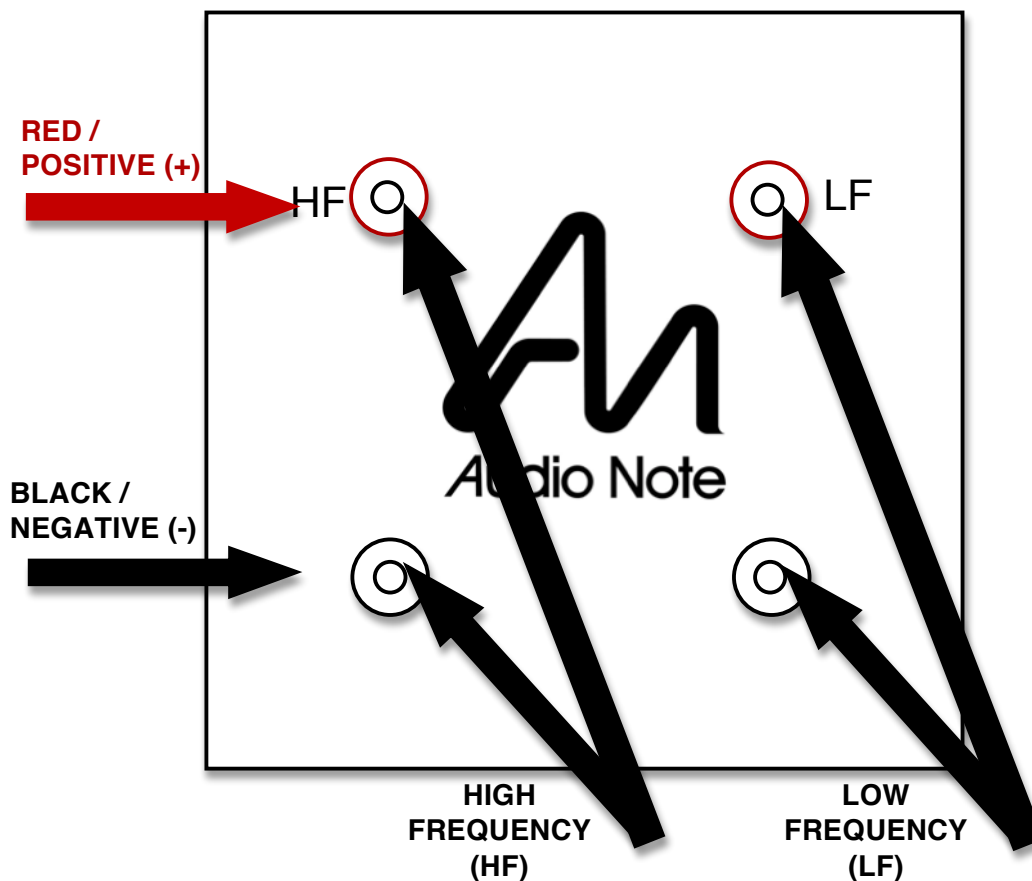 RED /
POSITIVE (+)
HF
LF
Audio Note
BLACK /
NEGATIVE (-)
HIGH
FREQUENCY
(HF)
LOW
FREQUENCY
(LF)